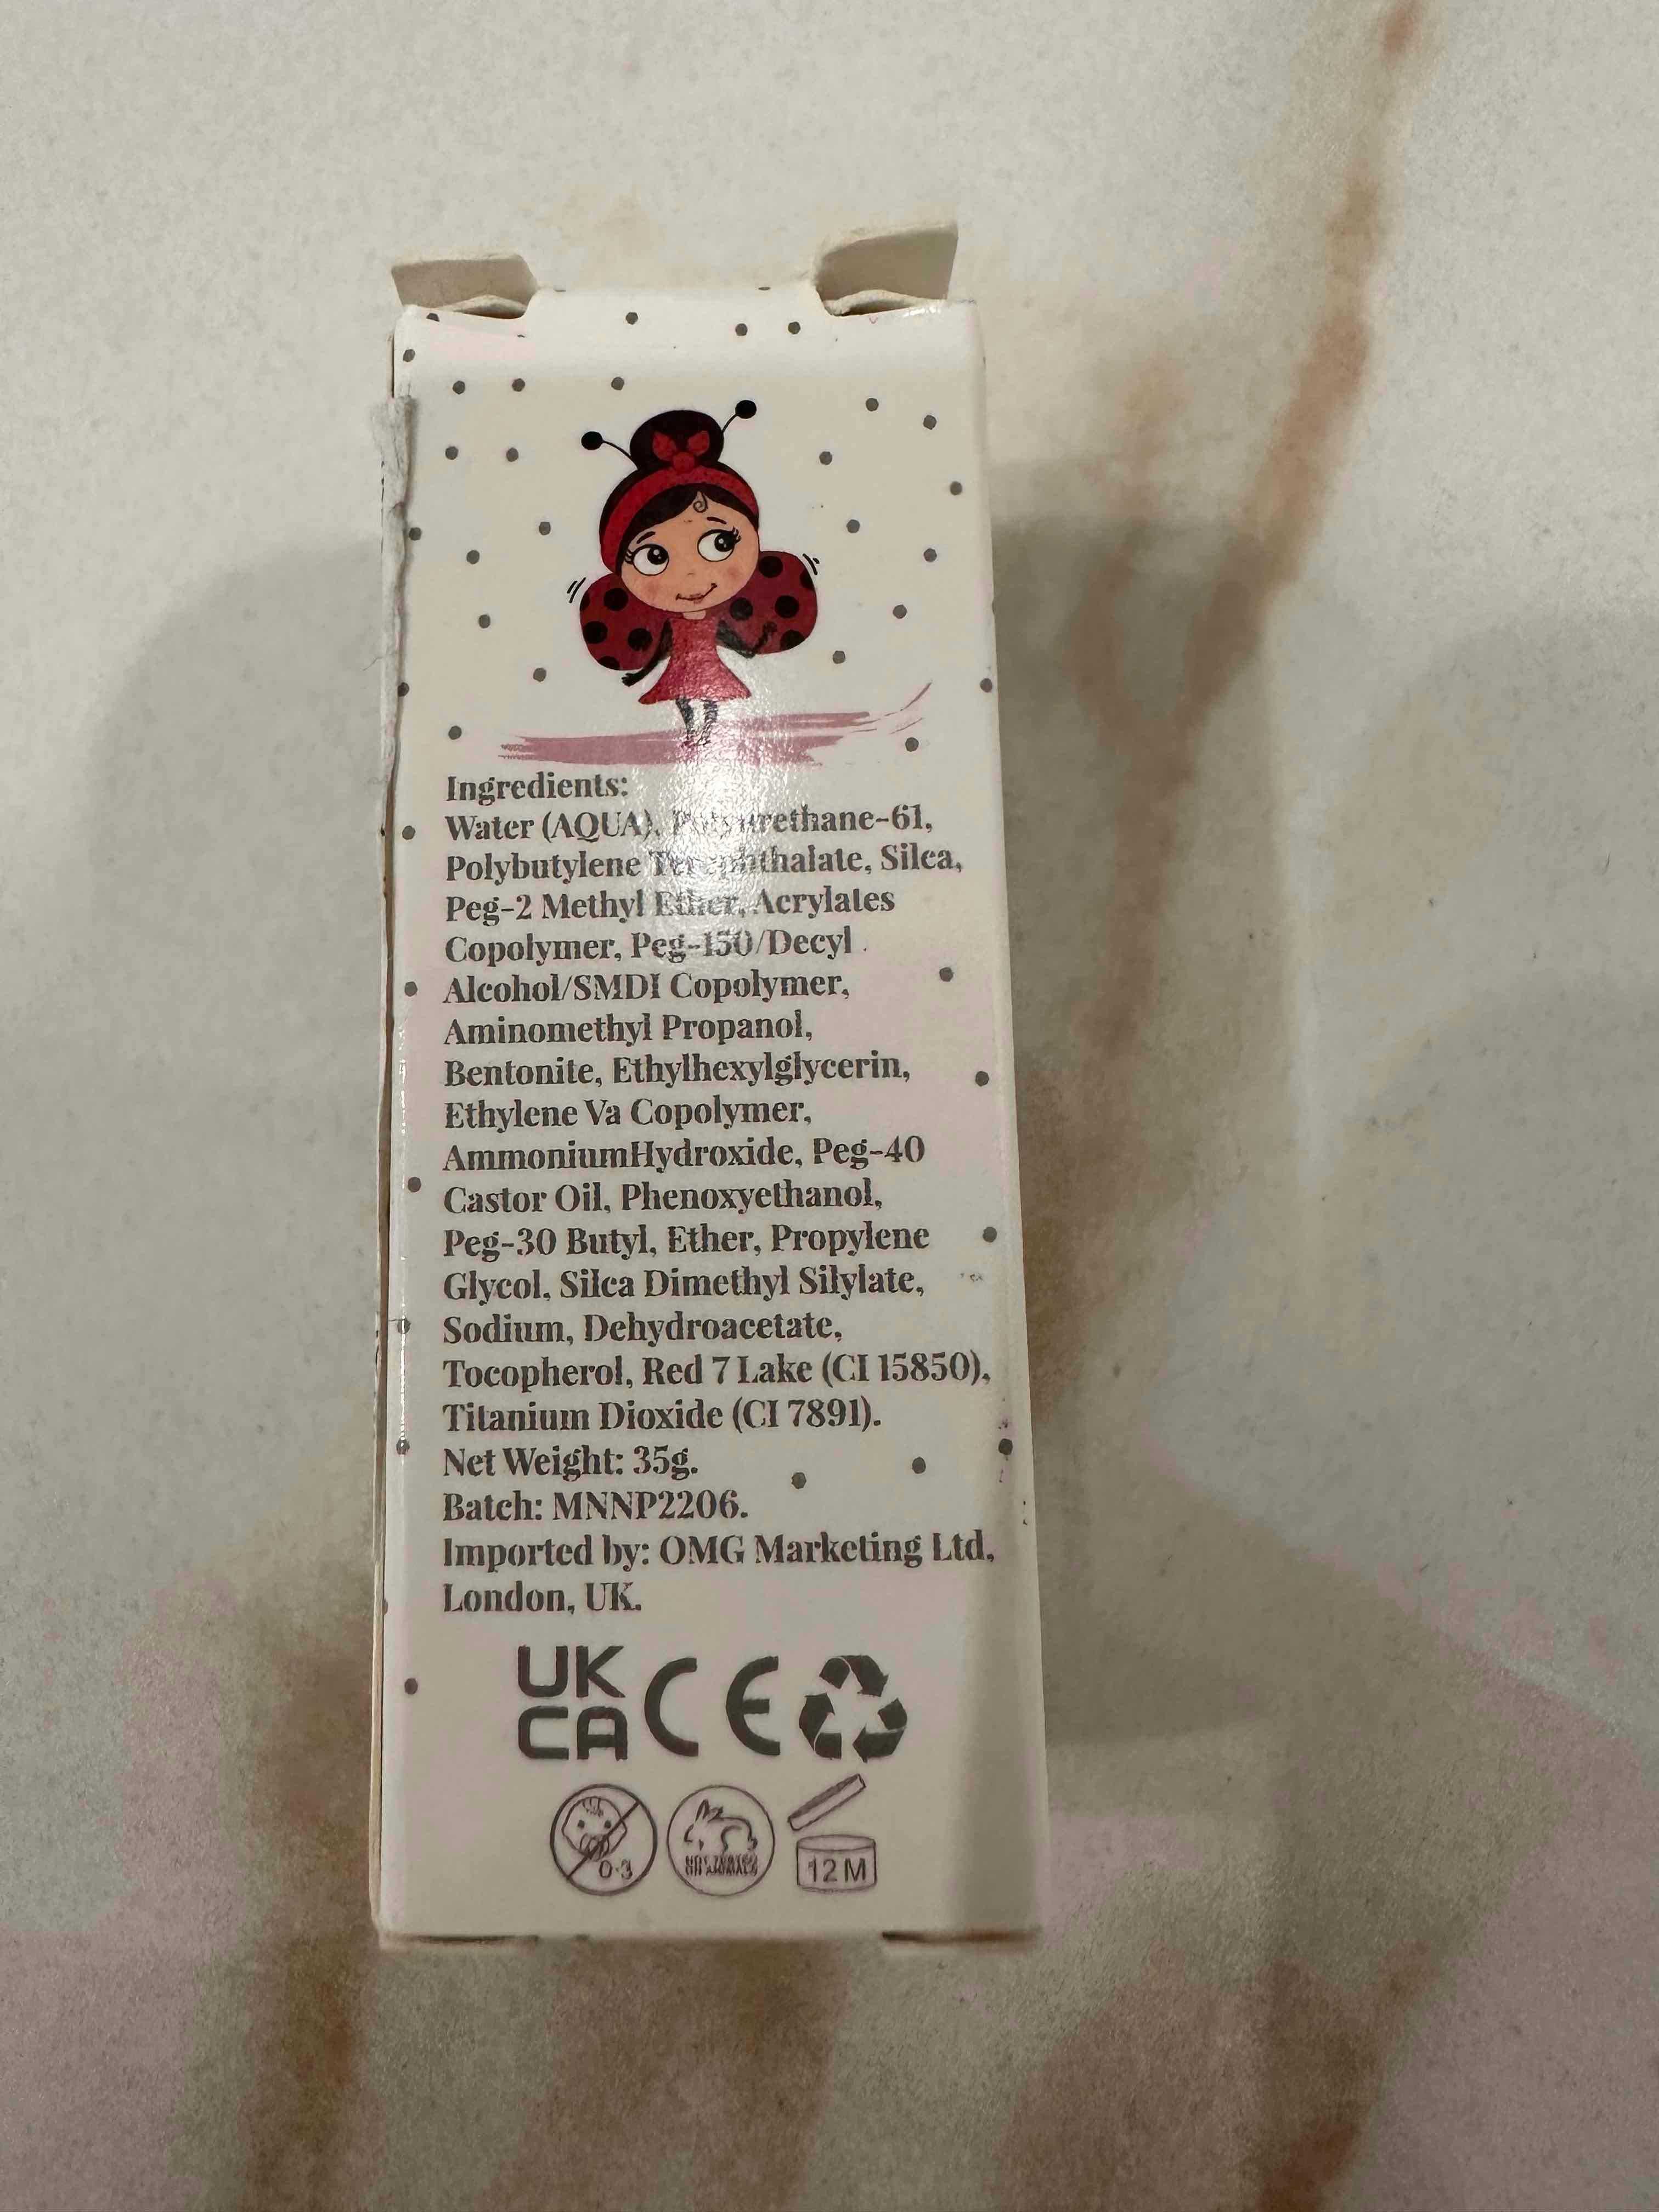 Ingredients:
Water (AQUA), Polyurethane-61,
Polybutylene Terephthalate, Silca,
Peg-2 Methyl Ether, Acrylates
Copolymer, Peg-150/Decyl
Alcohol/SMDI Copolymer,
Aminomethyl Propanol,
Bentonite, Ethylhexylglycerin,
Ethylene Va Copolymer,
AmmoniumHydroxide, Peg-40
Castor Oil, Phenoxyethanol,
Peg-30 Butyl, Ether, Propylene
Glycol, Silca Dimethyl Silylate,
Sodium, Dehydroacetate,
Tocopherol, Red 7 Lake (CI 15850),
Titanium Dioxide (CI 7891).
Net Weight: 35g.
Batch: MNNP2206.
Imported by: OMG Marketing Ltd,
London, UK.
UK
CA CE
0-3
12M